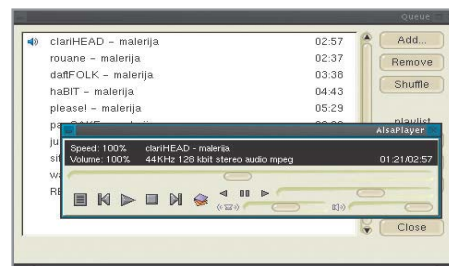 Queue
clariHEAD – malerija 02:57
rouane – malerija 02:37
daftFOLK – malerija 03:38
haBIT – malerija 04:43
please! – malerija 05:29
Add...
Remove
Shuffle
playlist
AlsaPlayer
Speed: 100% clariHEAD - malerija
Volume: 100% 44KHz 128 kbit stereo audio mpeg 01:21/02:57
Close